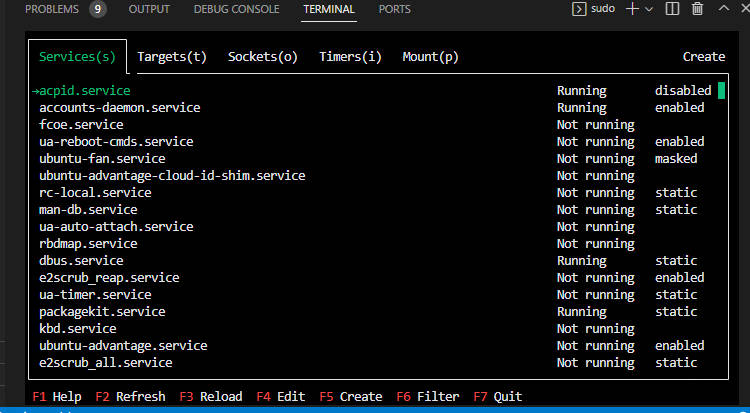 PROBLEMS 9 OUTPUT DEBUG CONSOLE TERMINAL PORTS sudo
Services(s) Targets(t) Sockets(o) Timers(i) Mount(p) Create
→acpid.service Running disabled
accounts-daemon.service Running enabled
fcoe.service Not running
ua-reboot-cmds.service Not running enabled
ubuntu-fan.service Not running masked
ubuntu-advantage-cloud-id-shim.service Not running
rc-local.service Not running static
man-db.service Not running static
ua-auto-attach.service Not running
rbdmap.service Not running
dbus.service Running static
e2scrub_reap.service Not running enabled
ua-timer.service Not running static
packagekit.service Running static
kbd.service Not running
ubuntu-advantage.service Not running enabled
e2scrub_all.service Not running static
F1 Help F2 Refresh F3 Reload F4 Edit F5 Create F6 Filter F7 Quit